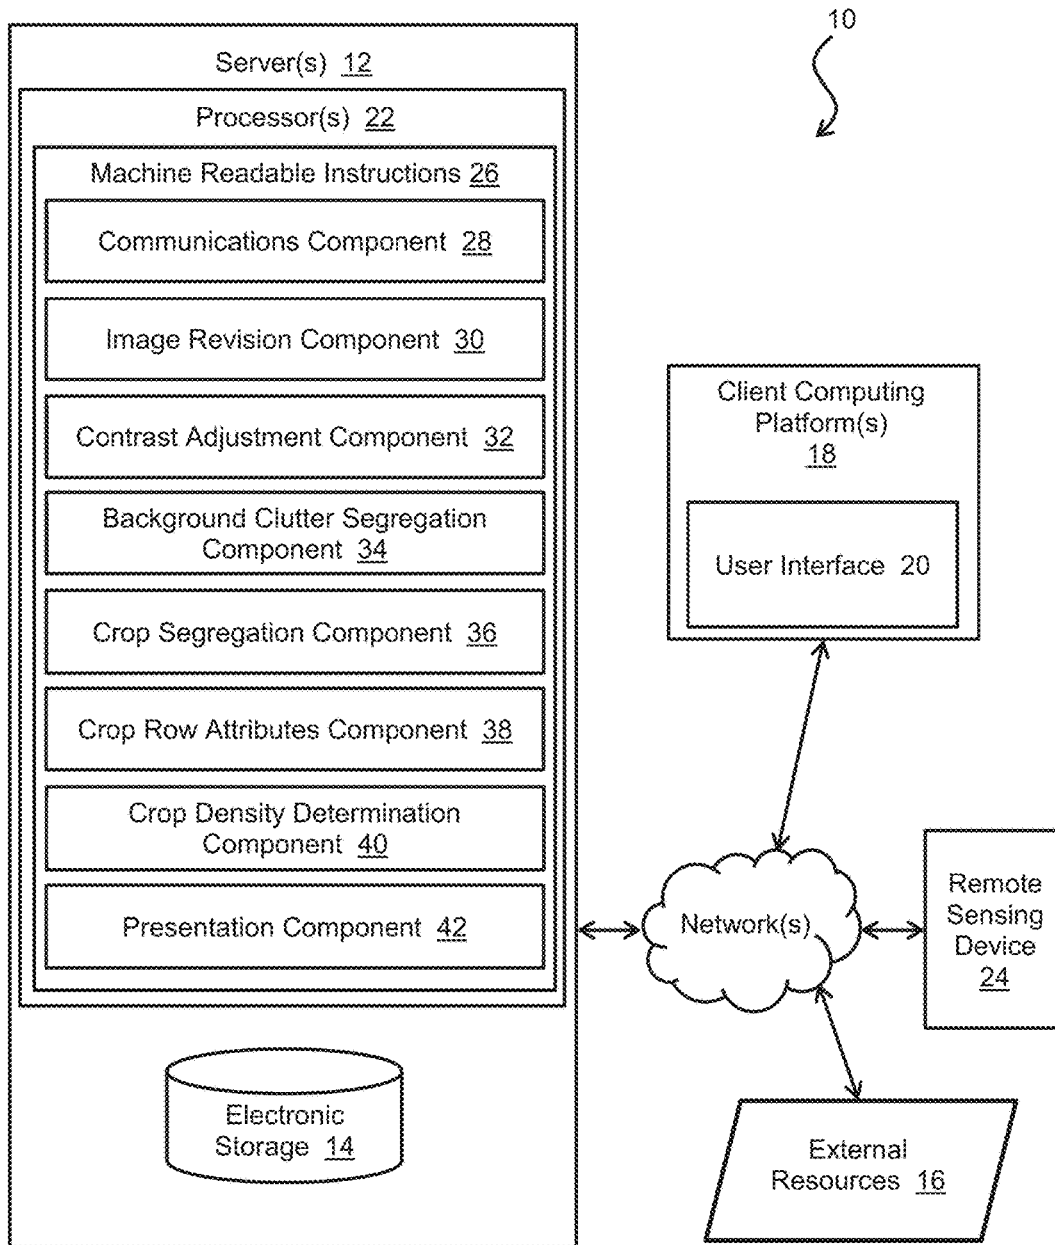 10
Server(s) 12
Processor(s) 22
Machine Readable Instructions 26
Communications Component 28
Image Revision Component 30
Contrast Adjustment Component 32
Background Clutter Segregation
Component 34
Crop Segregation Component 36
Crop Row Attributes Component 38
Crop Density Determination
Component 40
Presentation Component 42
Electronic
Storage 14
Client Computing
Platform(s)
18
User Interface 20
Network(s)
Remote
Sensing
Device
24
External
Resources 16